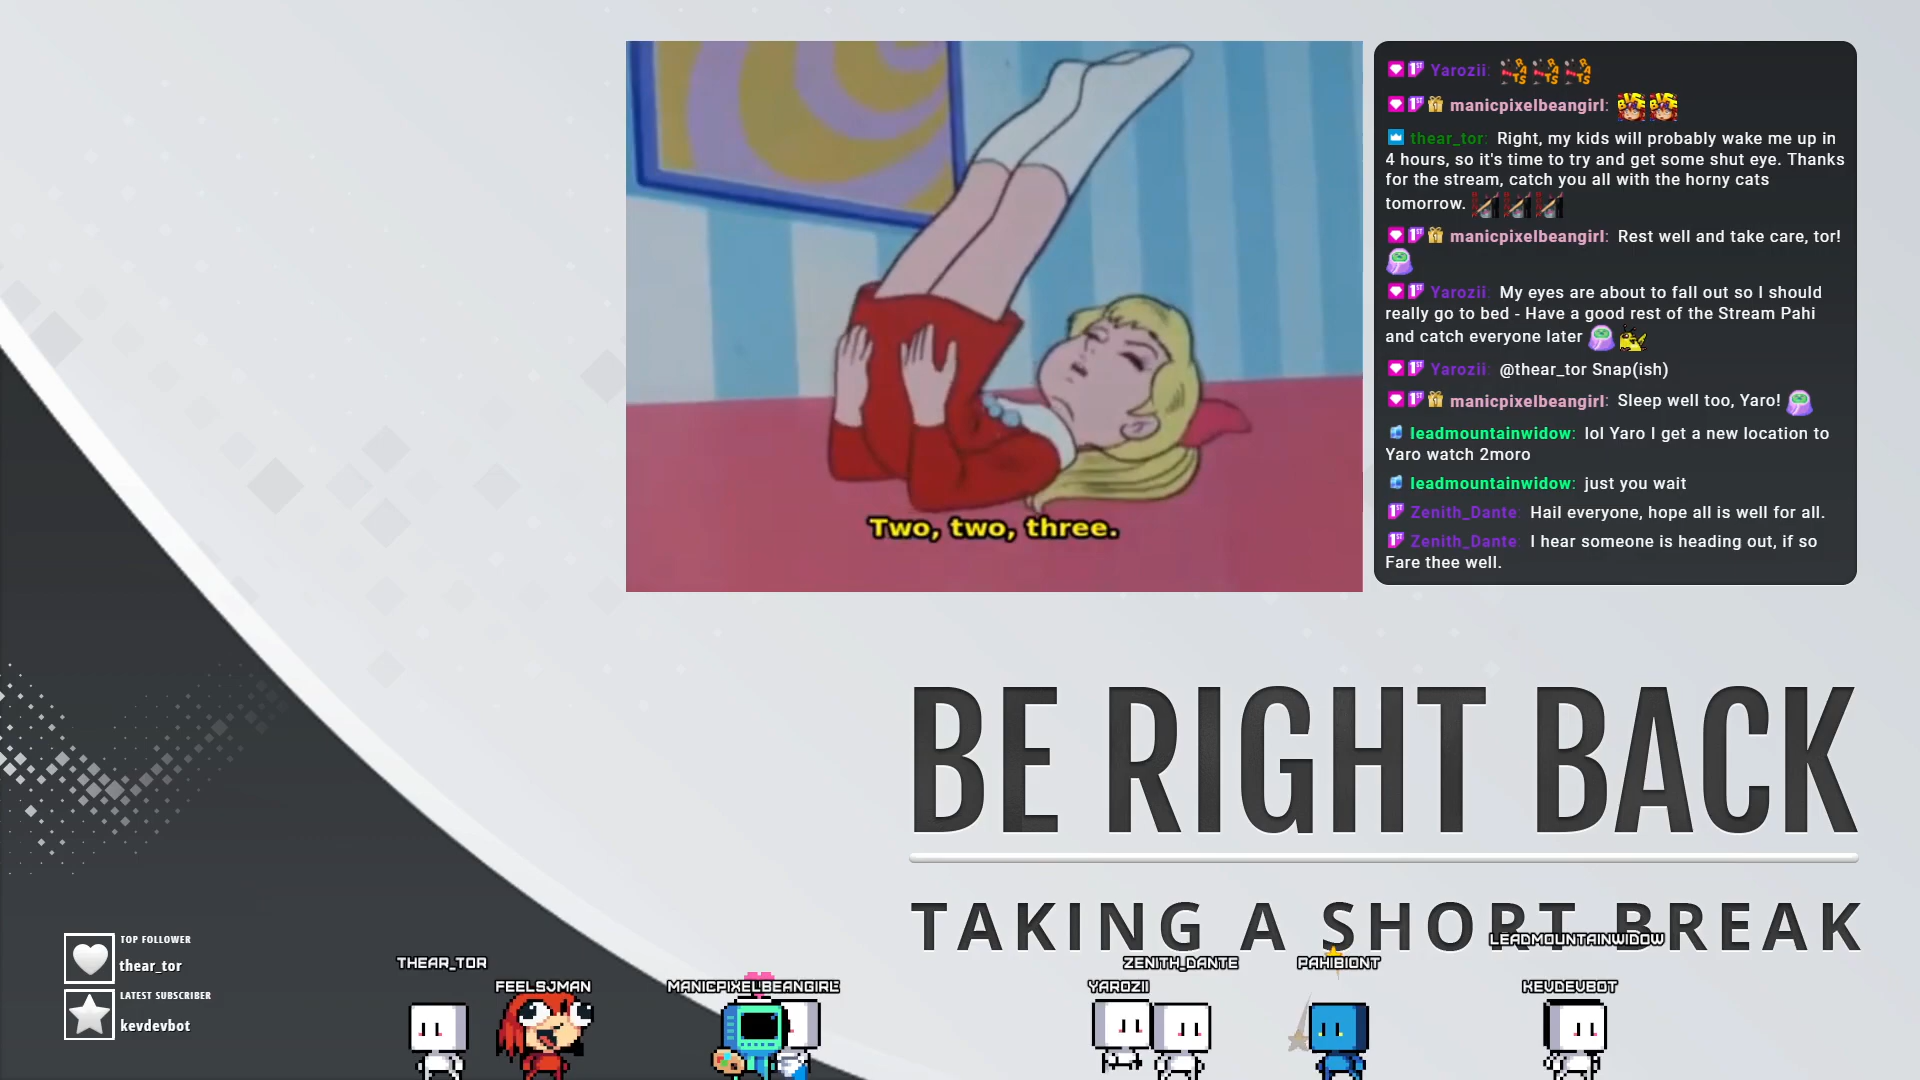 Yarozii:
manicpixelbeangirl:
thear_tor: Right, my kids will probably wake me up in
4 hours, so it's time to try and get some shut eye. Thanks
for the stream, catch you all with the horny cats
tomorrow.
manicpixelbeangirl: Rest well and take care, tor!
Yarozii: My eyes are about to fall out so I should
really go to bed - Have a good rest of the Stream Pahi
and catch everyone later
Yarozii: @thear_tor Snap(ish)
manicpixelbeangirl: Sleep well too, Yaro!
leadmountainwidow: lol Yaro I get a new location to
Yaro watch 2moro
leadmountainwidow: just you wait
Zenith_Dante: Hail everyone, hope all is well for all.
Zenith_Dante: I hear someone is heading out, if so
Fare thee well.
Two, two, three.
BE RIGHT BACK
TAKING A SHORT BREAK
TOP FOLLOWER
thear_tor
LATEST SUBSCRIBER
kevdevbot
THEAR_TOR
FEELSJMAN
MANICPIXELBEANGIRL
ZENITH_DANTE
YAROZII
PAHIBIONT
LEADMOUNTAINWIDOW
KEVDEVBOT